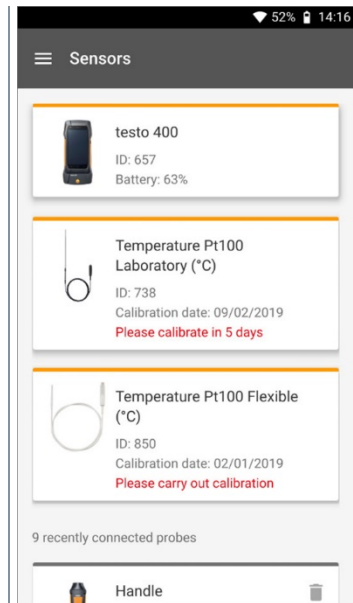 52% 14:16
Sensors
testo 400
ID: 657
Battery: 63%
Temperature Pt100
Laboratory (°C)
ID: 738
Calibration date: 09/02/2019
Please calibrate in 5 days
Temperature Pt100 Flexible
(°C)
ID: 850
Calibration date: 02/01/2019
Please carry out calibration
9 recently connected probes
Handle